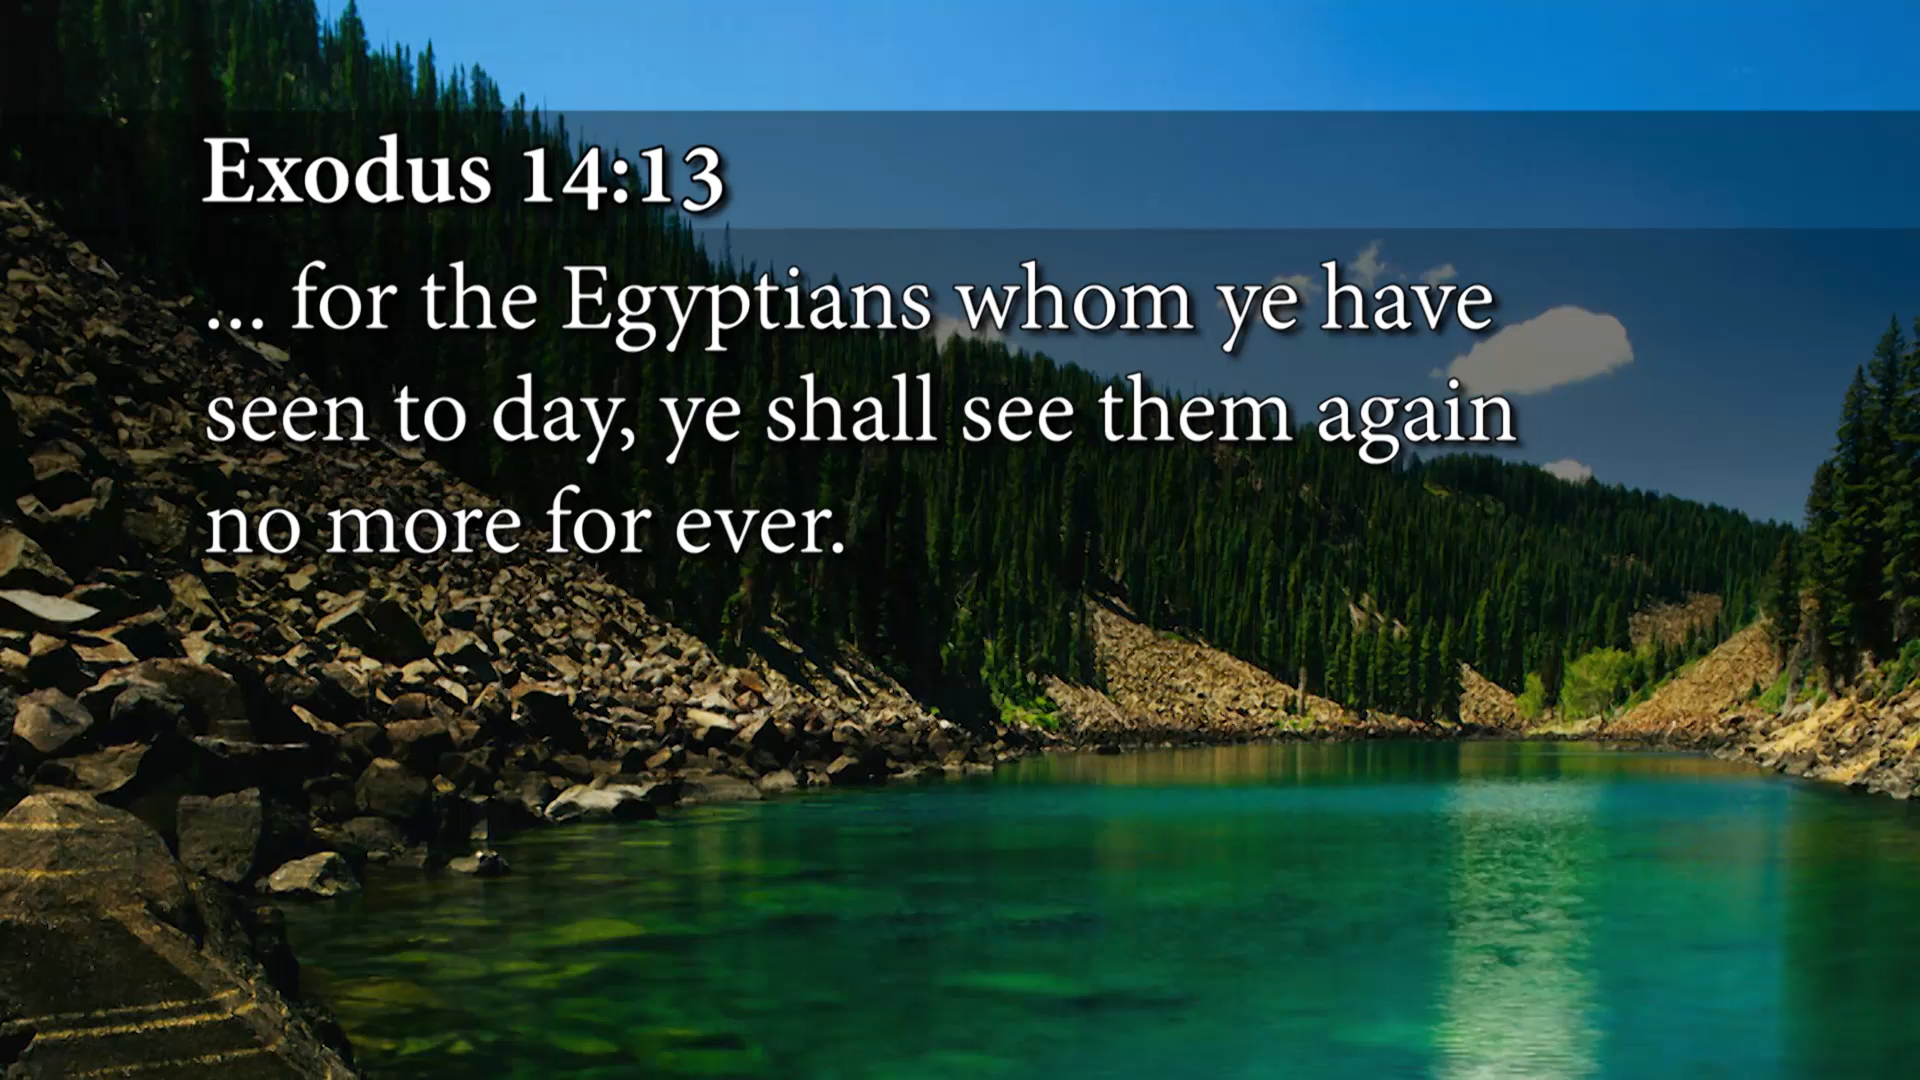 Exodus 14:13
... for the Egyptians whom ye have
seen to day, ye shall see them again
no more for ever.